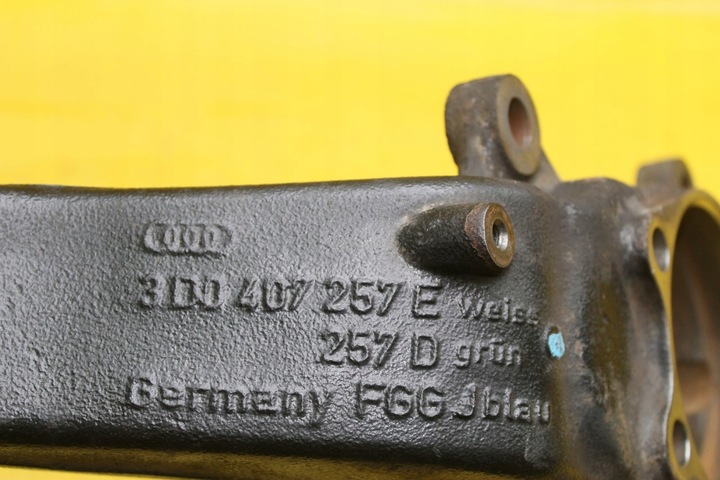 3D0 407 257 E Weiss
257 D grün
Germany FGG J blau